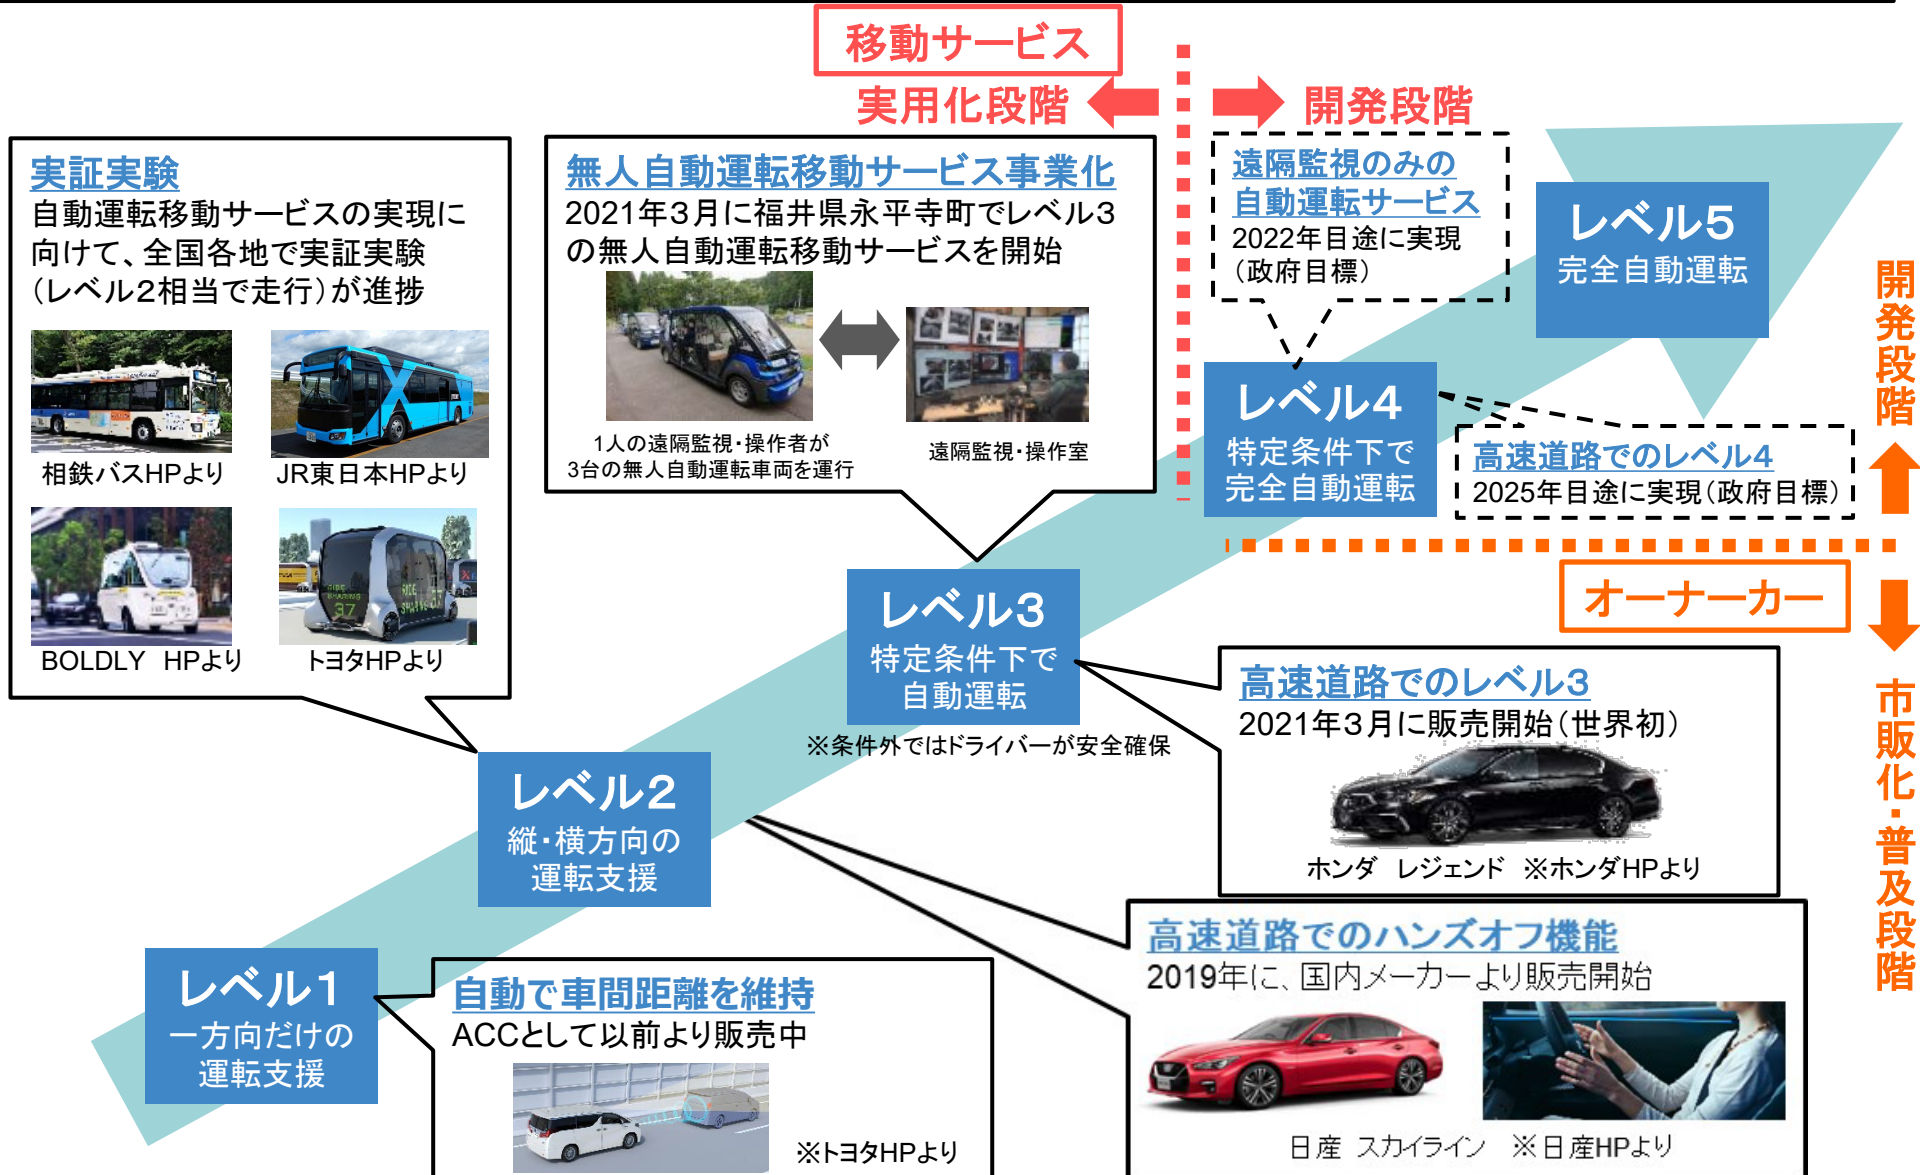 移動サービス
実用化段階
開発段階
実証実験
自動運転移動サービスの実現に
向けて、全国各地で実証実験
（レベル２相当で走行）が進捗
相鉄バスHPより
JR東日本HPより
BOLDLY　HPより
トヨタHPより
無人自動運転移動サービス事業化
2021年３月に福井県永平寺町でレベル３
の無人自動運転移動サービスを開始
1人の遠隔監視・操作者が
3台の無人自動運転車両を運行
遠隔監視・操作室
遠隔監視のみの
自動運転サービス
2022年目途に実現
（政府目標）
レベル５
完全自動運転
開発段階
レベル４
特定条件下で
完全自動運転
高速道路でのレベル４
2025年目途に実現（政府目標）
オーナーカー
市販化・普及段階
レベル３
特定条件下で
自動運転
※条件外ではドライバーが安全確保
高速道路でのレベル３
2021年３月に販売開始（世界初）
ホンダ　レジェンド　※ホンダHPより
レベル２
縦・横方向の
運転支援
高速道路でのハンズオフ機能
2019年に、国内メーカーより販売開始
日産　スカイライン　※日産HPより
レベル１
一方向だけの
運転支援
自動で車間距離を維持
ACCとして以前より販売中
※トヨタHPより
RIDE
SHARING
37
RIDE
SHARING
37